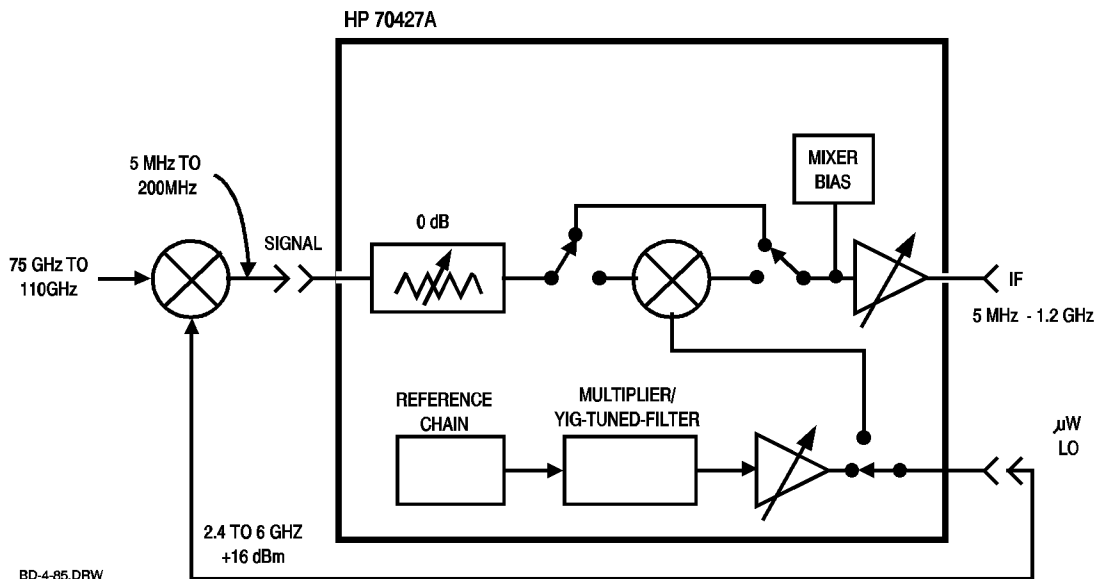 HP 70427A
5 MHz TO
200MHz
MIXER
BIAS
0 dB
SIGNAL
75 GHz TO
110GHz
IF
5 MHz - 1.2 GHz
REFERENCE
CHAIN
MULTIPLIER/
YIG-TUNED-FILTER
µW
LO
2.4 TO 6 GHZ
+16 dBm
BD-4-85.DRW